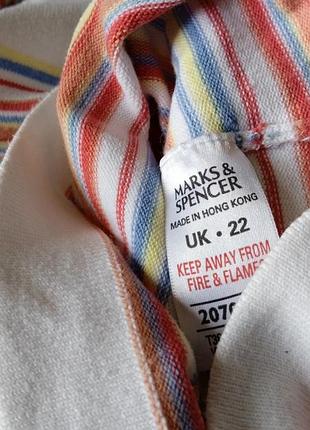 MARKS &
SPENCER
MADE IN HONG KONG
UK • 22
KEEP AWAY FROM
FIRE & FLAMES